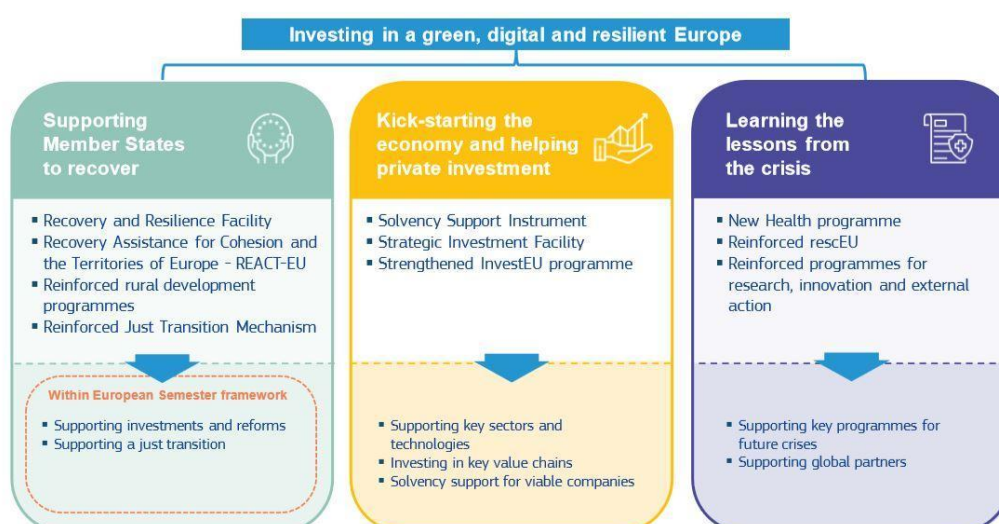 Investing in a green, digital and resilient Europe
Supporting
Member States
to recover
▪ Recovery and Resilience Facility
▪ Recovery Assistance for Cohesion and
the Territories of Europe - REACT-EU
▪ Reinforced rural development
programmes
▪ Reinforced Just Transition Mechanism
Within European Semester framework
▪ Supporting investments and reforms
▪ Supporting a just transition
Kick-starting the
economy and helping
private investment
▪ Solvency Support Instrument
▪ Strategic Investment Facility
▪ Strengthened InvestEU programme
▪ Supporting key sectors and
technologies
▪ Investing in key value chains
▪ Solvency support for viable companies
Learning the
lessons from
the crisis
▪ New Health programme
▪ Reinforced rescEU
▪ Reinforced programmes for
research, innovation and external
action
▪ Supporting key programmes for
future crises
▪ Supporting global partners